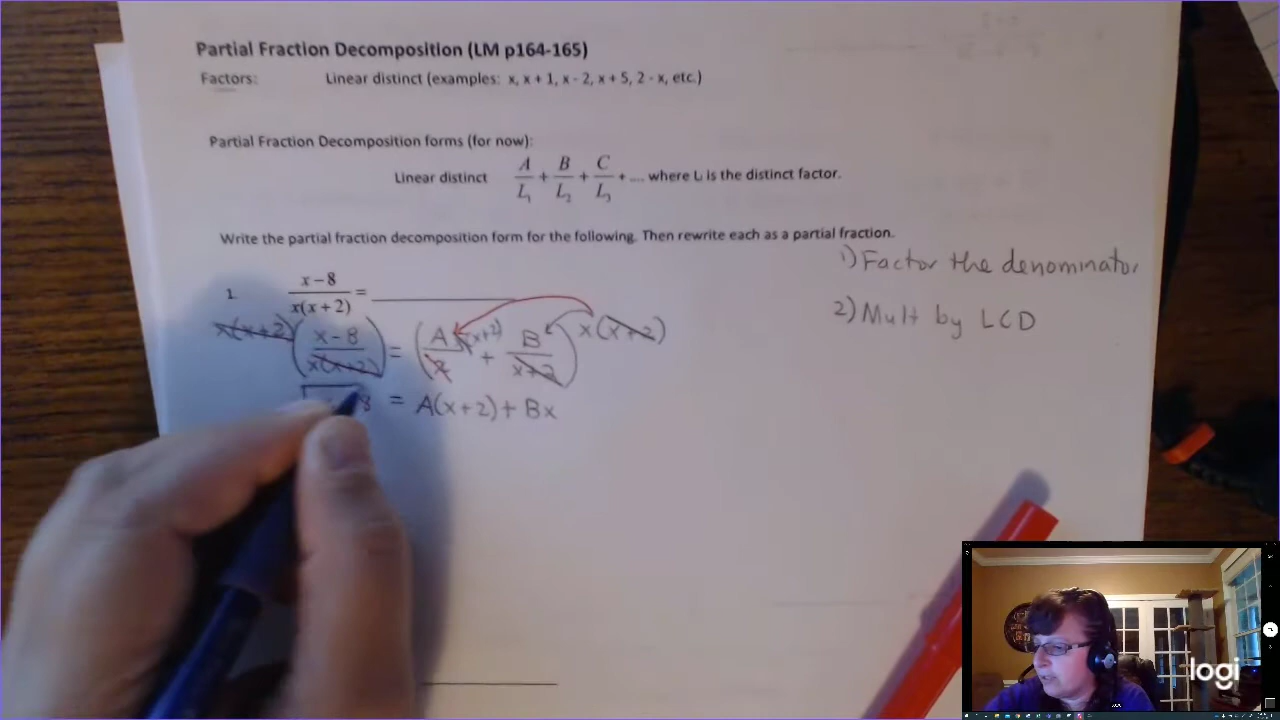 Partial Fraction Decomposition (LM p164-165)
Factors: Linear distinct (examples: x, x + 1, x - 2, x + 5, 2 - x, etc.)
Partial Fraction Decomposition forms (for now):
Linear distinct A/L₁ + B/L₂ + C/L₃ + .... where L is the distinct factor.
Write the partial fraction decomposition form for the following. Then rewrite each as a partial fraction.
1) Factor the denominator
1. x − 8 / x(x + 2) = ____________
2) Mult by LCD
x(x+2) (x − 8 / x(x+2)) = (A / x (x+2) + B / x+2) x(x+2)
8 = A(x+2) + Bx
logi